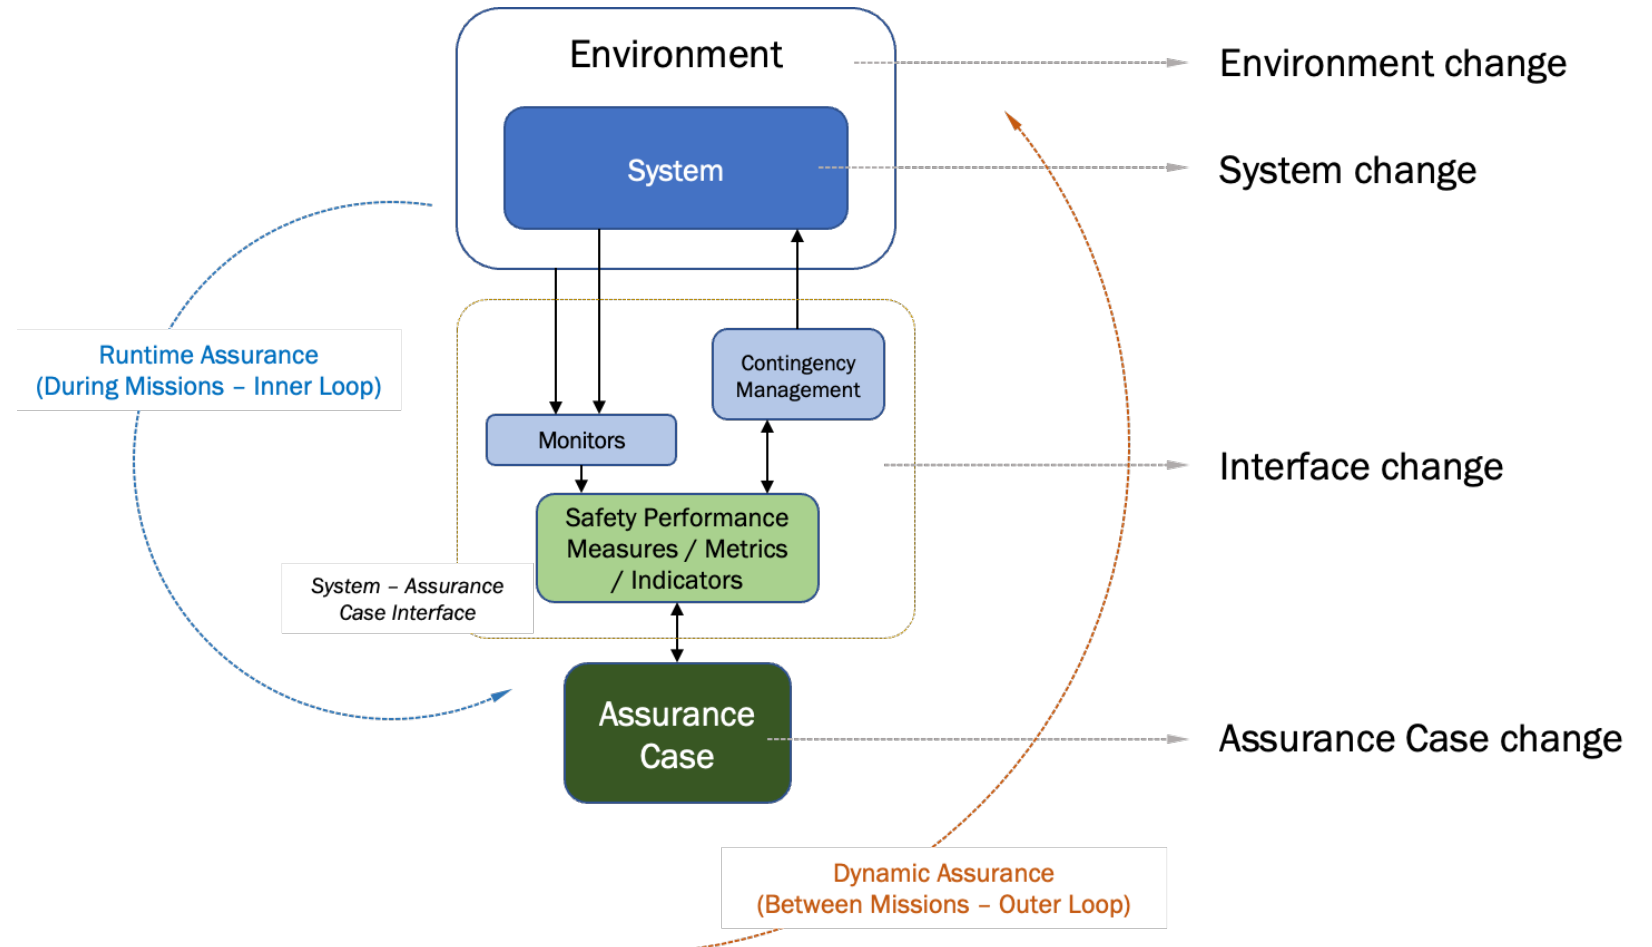 Environment
Environment change
System
System change
Runtime Assurance
(During Missions – Inner Loop)
Contingency
Management
Monitors
Interface change
Safety Performance
Measures / Metrics
/ Indicators
System – Assurance
Case Interface
Assurance
Case
Assurance Case change
Dynamic Assurance
(Between Missions – Outer Loop)